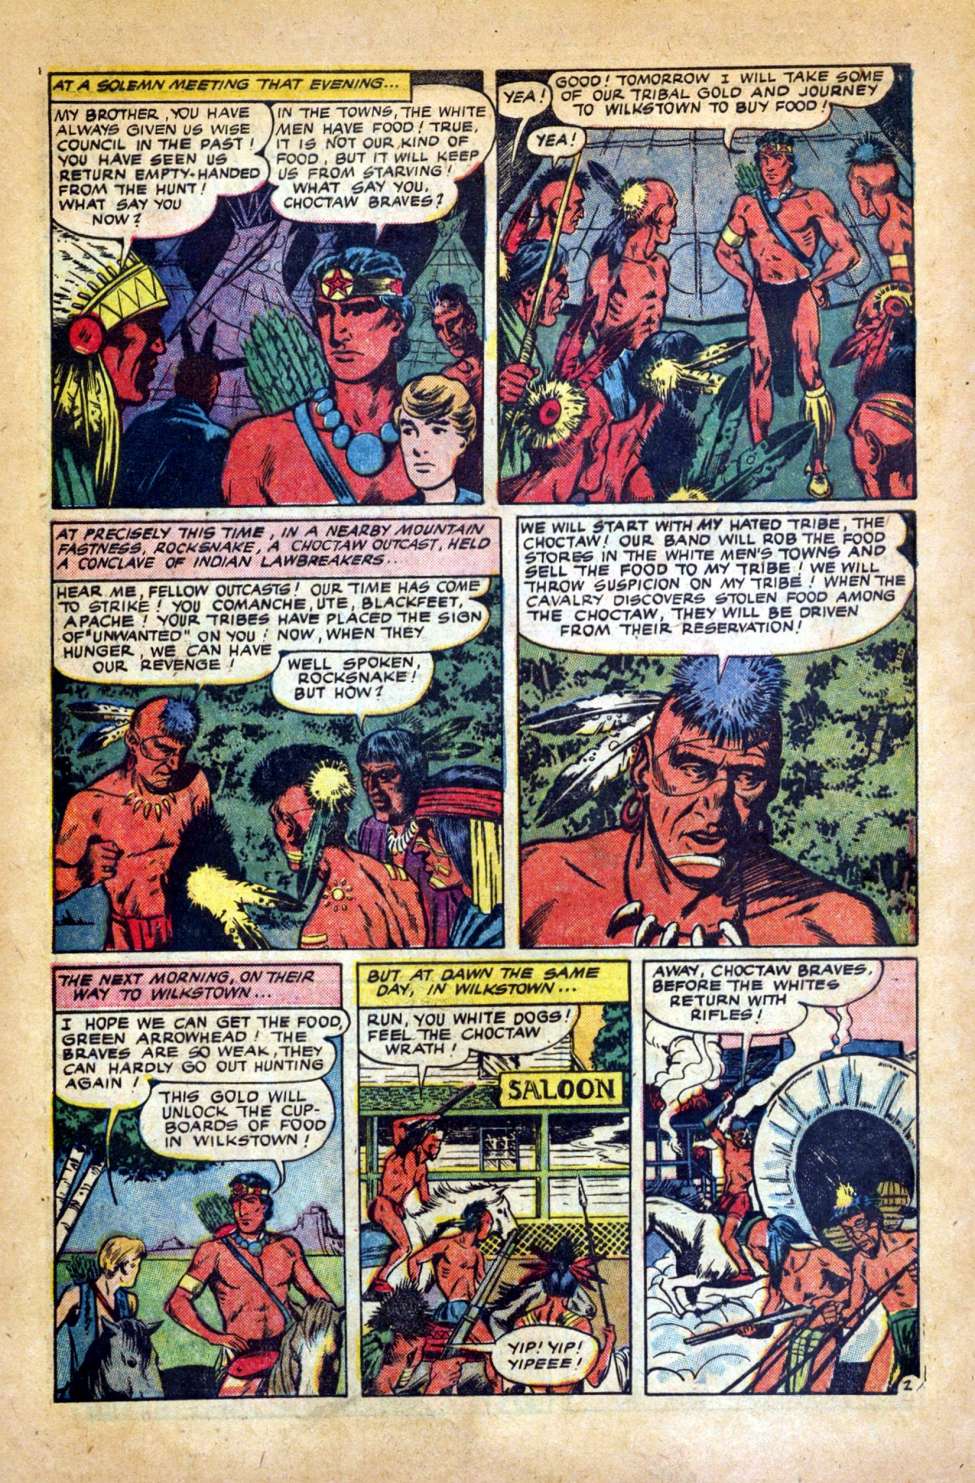 AT A SOLEMN MEETING THAT EVENING...
MY BROTHER, YOU HAVE
ALWAYS GIVEN US WISE
COUNCIL IN THE PAST!
YOU HAVE SEEN US
RETURN EMPTY-HANDED
FROM THE HUNT!
WHAT SAY YOU
NOW?
IN THE TOWNS, THE WHITE
MEN HAVE FOOD! TRUE,
IT IS NOT OUR KIND OF
FOOD, BUT IT WILL KEEP
US FROM STARVING!
WHAT SAY YOU,
CHOCTAW BRAVES?
YEA!
YEA!
GOOD! TOMORROW I WILL TAKE SOME
OF OUR TRIBAL GOLD AND JOURNEY
TO WILKSTOWN TO BUY FOOD!
AT PRECISELY THIS TIME, IN A NEARBY MOUNTAIN
FASTNESS, ROCKSNAKE, A CHOCTAW OUTCAST, HELD
A CONCLAVE OF INDIAN LAWBREAKERS...
HEAR ME, FELLOW OUTCASTS! OUR TIME HAS COME
TO STRIKE! YOU COMANCHE, UTE, BLACKFEET,
APACHE! YOUR TRIBES HAVE PLACED THE SIGN
OF "UNWANTED" ON YOU! NOW, WHEN THEY
HUNGER, WE CAN HAVE
OUR REVENGE!
WELL SPOKEN,
ROCKSNAKE!
BUT HOW?
WE WILL START WITH MY HATED TRIBE, THE
CHOCTAW! OUR BAND WILL ROB THE FOOD
STORES IN THE WHITE MEN'S TOWNS AND
SELL THE FOOD TO MY TRIBE! WE WILL
THROW SUSPICION ON MY TRIBE! WHEN THE
CAVALRY DISCOVERS STOLEN FOOD AMONG
THE CHOCTAW, THEY WILL BE DRIVEN
FROM THEIR RESERVATION!
THE NEXT MORNING, ON THEIR
WAY TO WILKSTOWN...
I HOPE WE CAN GET THE FOOD,
GREEN ARROWHEAD! THE
BRAVES ARE SO WEAK, THEY
CAN HARDLY GO OUT HUNTING
AGAIN!
THIS GOLD WILL
UNLOCK THE CUP-
BOARDS OF FOOD
IN WILKSTOWN!
BUT AT DAWN THE SAME
DAY, IN WILKSTOWN...
RUN, YOU WHITE DOGS!
FEEL THE CHOCTAW
WRATH!
SALOON
YIP! YIP!
YIPEEE!
AWAY, CHOCTAW BRAVES,
BEFORE THE WHITES
RETURN WITH
RIFLES!
2